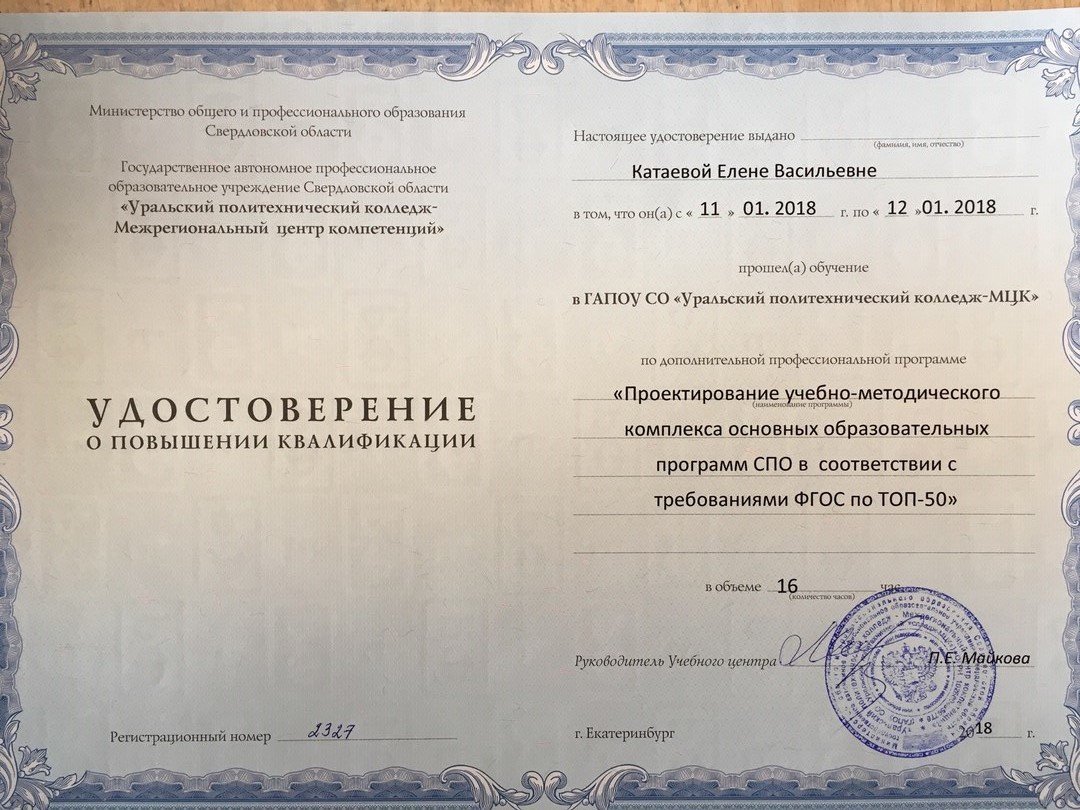 Министерство общего и профессионального образования
Свердловской области
Государственное автономное профессиональное
образовательное учреждение Свердловской области
«Уральский политехнический колледж-
Межрегиональный центр компетенций»
УДОСТОВЕРЕНИЕ
О ПОВЫШЕНИИ КВАЛИФИКАЦИИ
Регистрационный номер 2327
Настоящее удостоверение выдано
(фамилия, имя, отчество)
Катаевой Елене Васильевне
в том, что он(а) с « 11 » 01. 2018 г. по « 12 »01. 2018 г.
прошел(а) обучение
в ГАПОУ СО «Уральский политехнический колледж-МЦК»
по дополнительной профессиональной программе
«Проектирование учебно-методического
(наименование программы)
комплекса основных образовательных
программ СПО в соответствии с
требованиями ФГОС по ТОП-50»
в объеме 16 час.
(количество часов)
Руководитель Учебного центра П.Е. Майкова
г. Екатеринбург 2018 г.